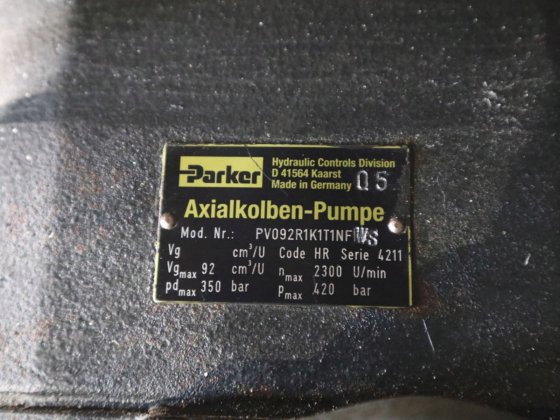 Parker
Hydraulic Controls Division
D 41564 Kaarst
Made in Germany Q5
Axialkolben-Pumpe
Mod. Nr.: PV092R1K1T1NFWS
Vg cm³/U Code HR Serie 4211
Vgmax 92 cm³/U nmax 2300 U/min
pdmax 350 bar pmax 420 bar